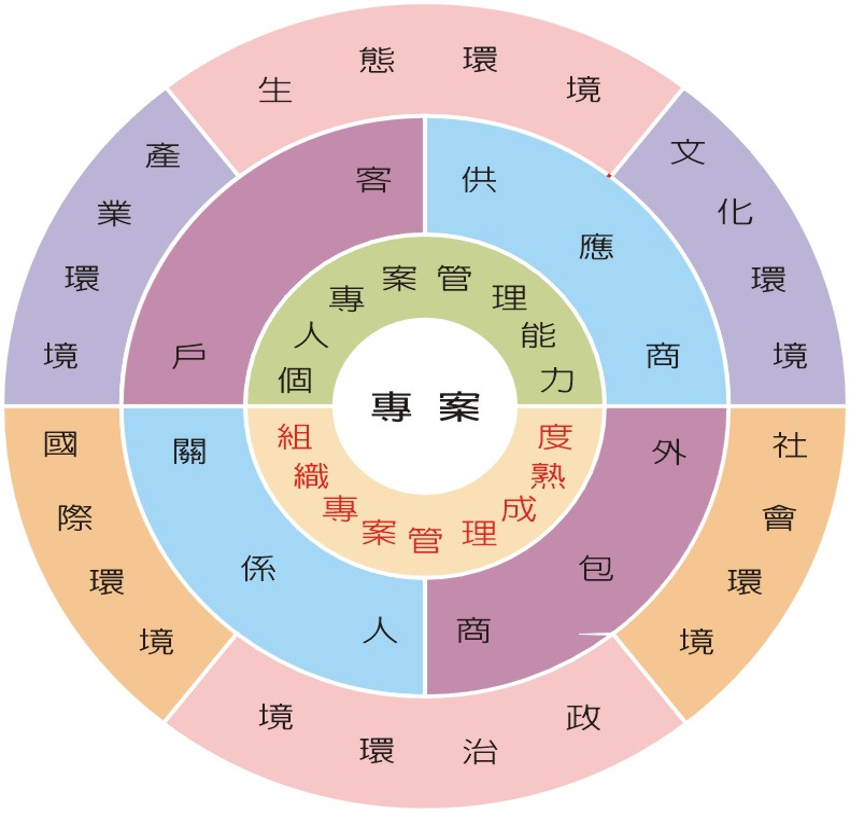 生態環境
產業環境
文化環境
客戶
供應商
個人專案管理能力
專案
組織專案管理成熟度
關係人
外包商
國際環境
社會環境
政治環境